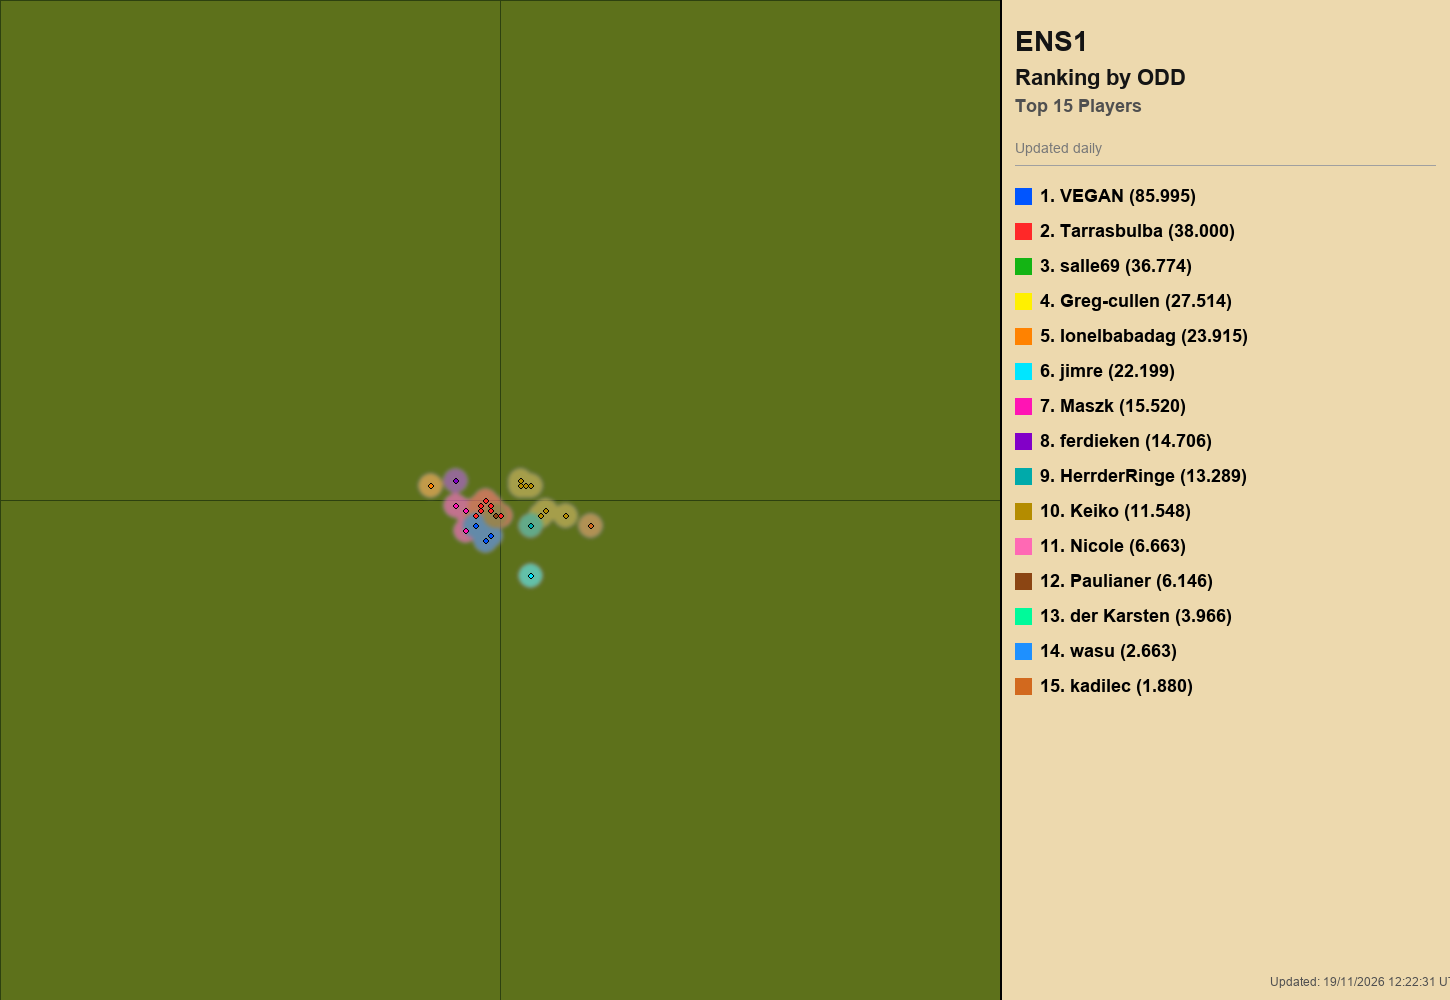 ENS1
Ranking by ODD
Top 15 Players
Updated daily
1. VEGAN (85.995)
2. Tarrasbulba (38.000)
3. salle69 (36.774)
4. Greg-cullen (27.514)
5. lonelbabadag (23.915)
6. jimre (22.199)
7. Maszk (15.520)
8. ferdieken (14.706)
9. HerrderRinge (13.289)
10. Keiko (11.548)
11. Nicole (6.663)
12. Paulianer (6.146)
13. der Karsten (3.966)
14. wasu (2.663)
15. kadilec (1.880)
Updated: 19/11/2026 12:22:31